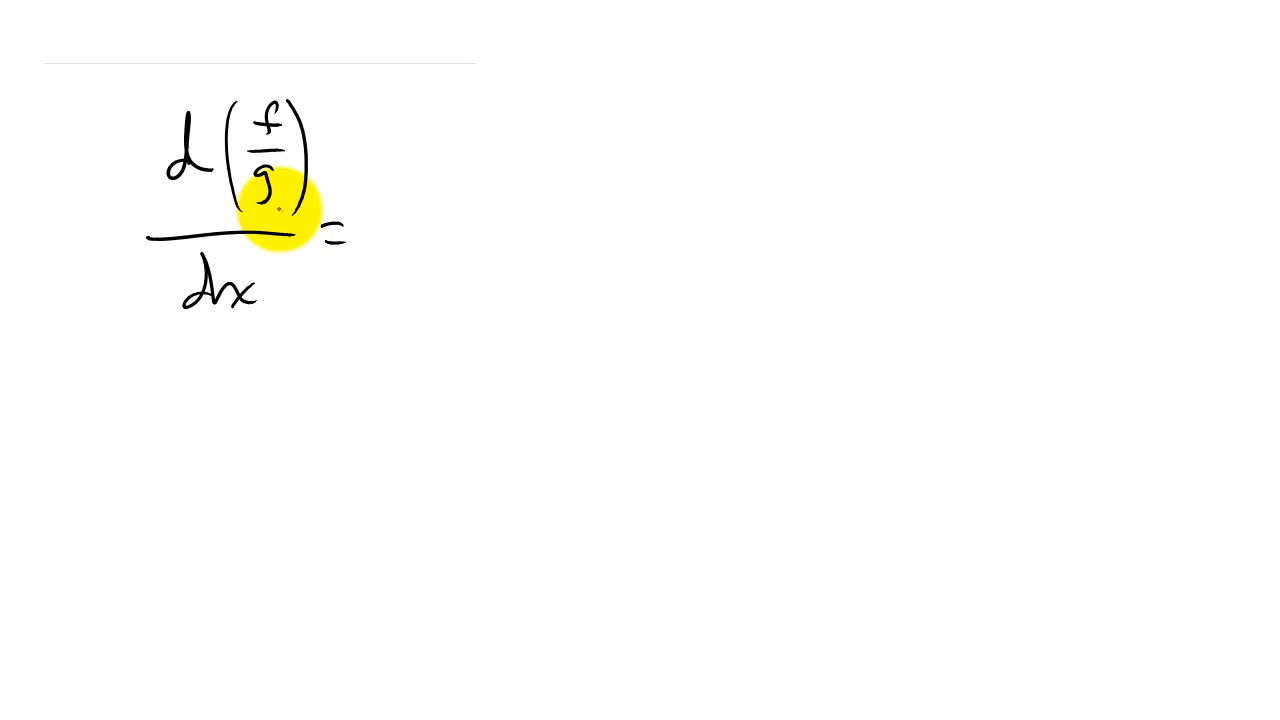 d(f/g)/dx =